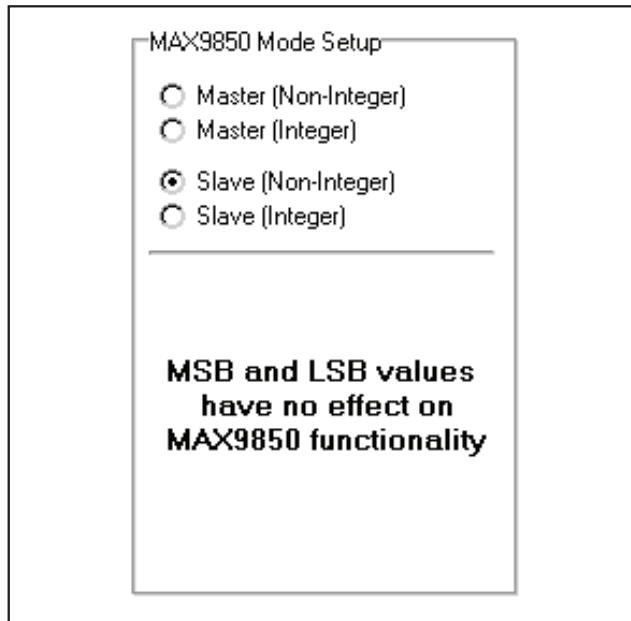 MAX9850 Mode Setup
Master (Non-Integer)
Master (Integer)
Slave (Non-Integer)
Slave (Integer)
MSB and LSB values
have no effect on
MAX9850 functionality